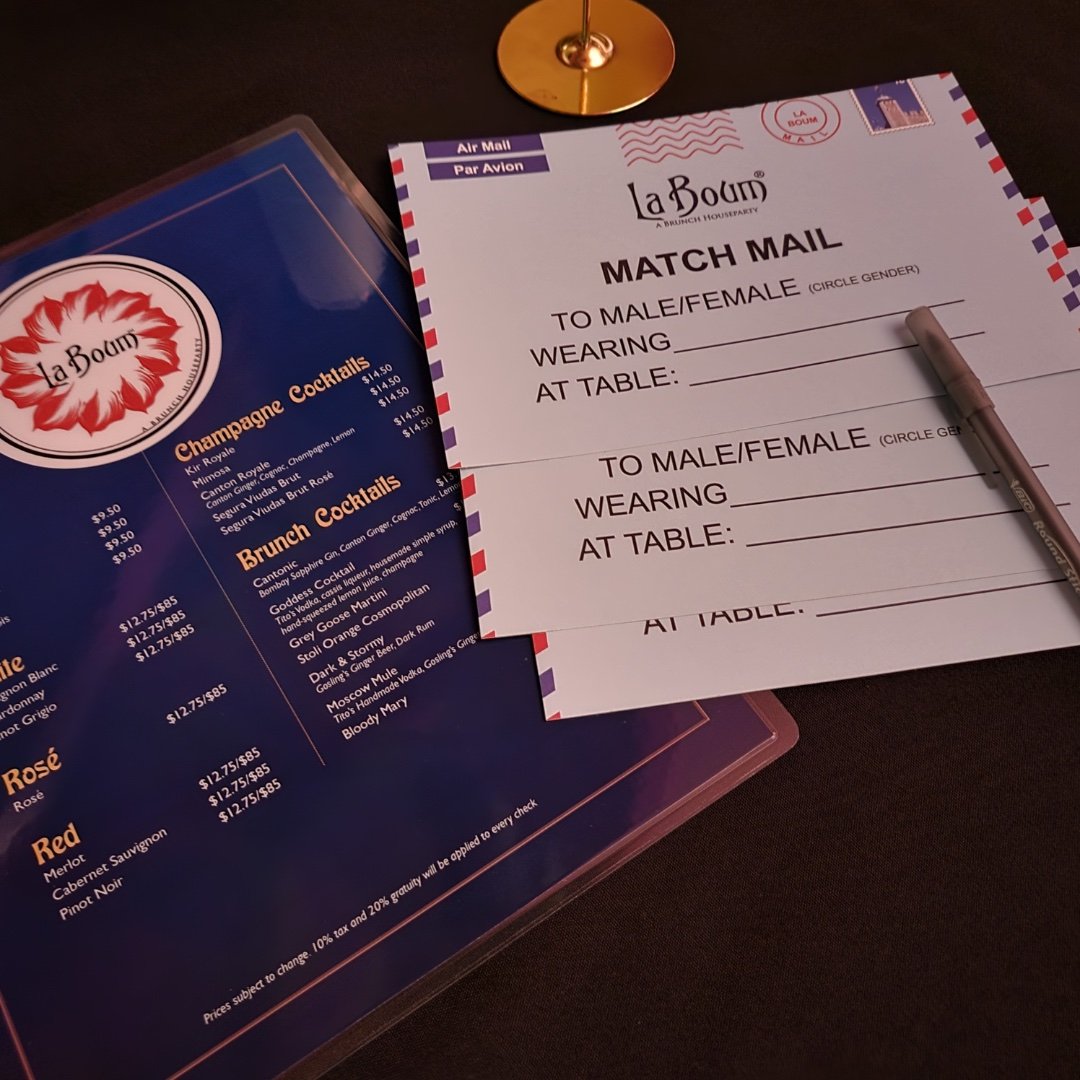 La Boum
A BRUNCH HOUSEPARTY
$9.50
$9.50
$9.50
$9.50
$12.75/$85
$12.75/$85
$12.75/$85
Pinot Grigio
$12.75/$85
Rosé
Rosé
$12.75/$85
$12.75/$85
$12.75/$85
Red
Merlot
Cabernet Sauvignon
Pinot Noir
Champagne Cocktails
Kir Royale $14.50
Mimosa $14.50
Canton Royale $14.50
Canton Ginger, Cognac, Champagne, Lemon
Segura Viudas Brut $14.50
Segura Viudas Brut Rosé $14.50
Brunch Cocktails
Cantonic
Bombay Sapphire Gin, Canton Ginger, Cognac, Tonic,
Goddess Cocktail
Tito's Vodka, cassis liqueur, housemade simple syrup,
hand-squeezed lemon juice, champagne
Grey Goose Martini
Stoli Orange Cosmopolitan
Dark & Stormy
Gosling's Ginger Beer, Dark Rum
Moscow Mule
Tito's Handmade Vodka, Gosling's
Bloody Mary
Prices subject to change. 10% tax and 20% gratuity will be applied to every check
Air Mail
Par Avion
LA
BOUM
MAIL
La Boum®
A BRUNCH HOUSEPARTY
MATCH MAIL
TO MALE/FEMALE (CIRCLE GENDER)
WEARING
AT TABLE:
TO MALE/FEMALE (CIRCLE
WEARING
AT TABLE:
AT TABLE:
BIC Round